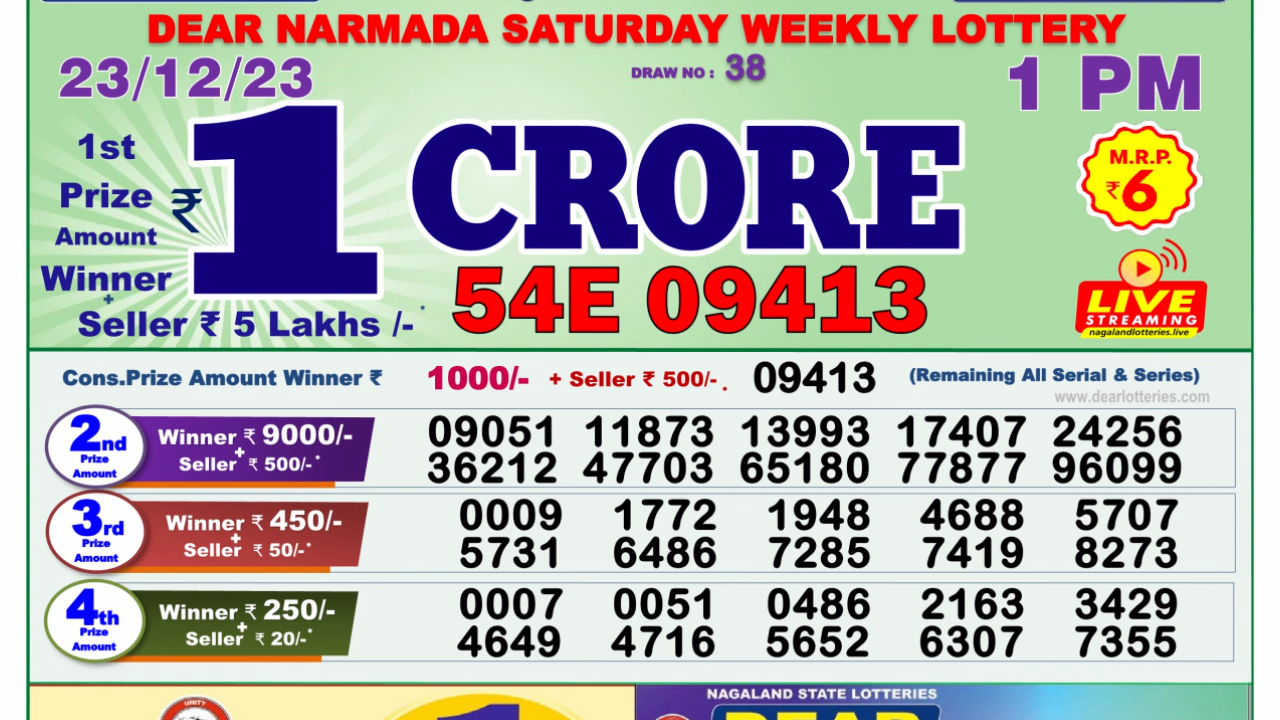 DEAR NARMADA SATURDAY WEEKLY LOTTERY
23/12/23 DRAW NO : 38 1 PM
1st
Prize
Amount
Winner
₹ 1 CRORE
M.R.P.
₹6
+
Seller ₹ 5 Lakhs /-*
54E 09413
LIVE
STREAMING
nagalandlotteries.live
Cons.Prize Amount Winner ₹ 1000/- + Seller ₹ 500/- . 09413 (Remaining All Serial & Series)
www.dearlotteries.com
2nd
Prize
Amount
Winner ₹ 9000/-
+
Seller ₹ 500/-*
09051 11873 13993 17407 24256
36212 47703 65180 77877 96099
3rd
Prize
Amount
Winner ₹ 450/-
+
Seller ₹ 50/-*
0009 1772 1948 4688 5707
5731 6486 7285 7419 8273
4th
Prize
Amount
Winner ₹ 250/-
+
Seller ₹ 20/-*
0007 0051 0486 2163 3429
4649 4716 5652 6307 7355
UNITY
1
NAGALAND STATE LOTTERIES
DEAR